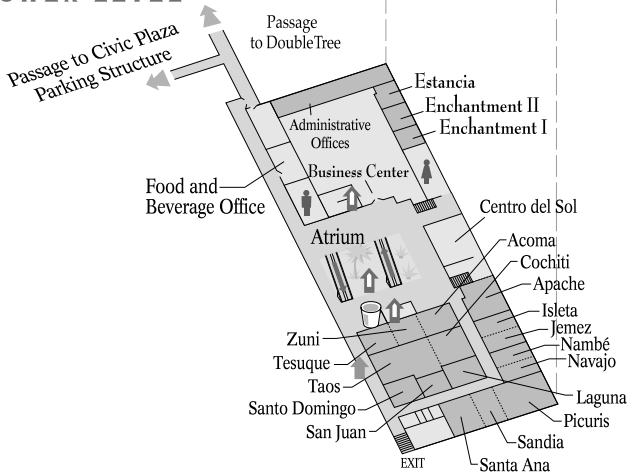 LOWER LEVEL
Passage
to DoubleTree
Passage to Civic Plaza
Parking Structure
Estancia
Enchantment II
Enchantment I
Administrative
Offices
Business Center
Food and
Beverage Office
Centro del Sol
Atrium
Acoma
Cochiti
Apache
Isleta
Jemez
Nambé
Navajo
Zuni
Tesuque
Taos
Laguna
Santo Domingo
Picuris
San Juan
Sandia
EXIT
Santa Ana